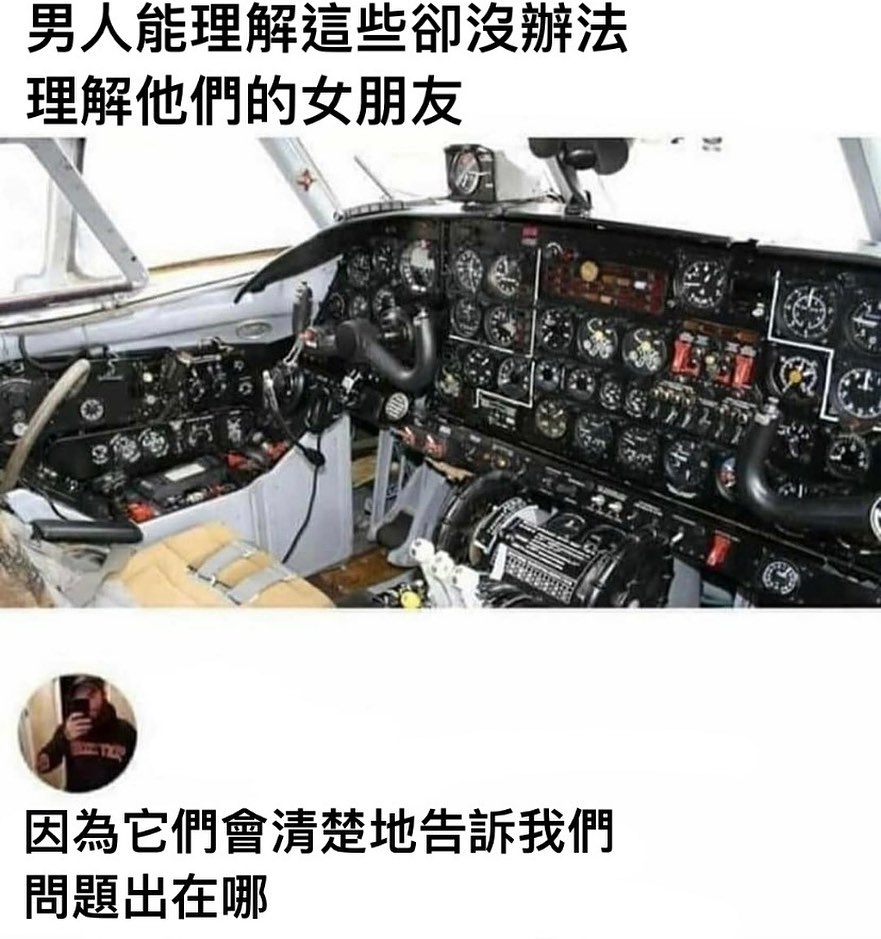 男人能理解這些卻沒辦法
理解他們的女朋友
因為它們會清楚地告訴我們
問題出在哪